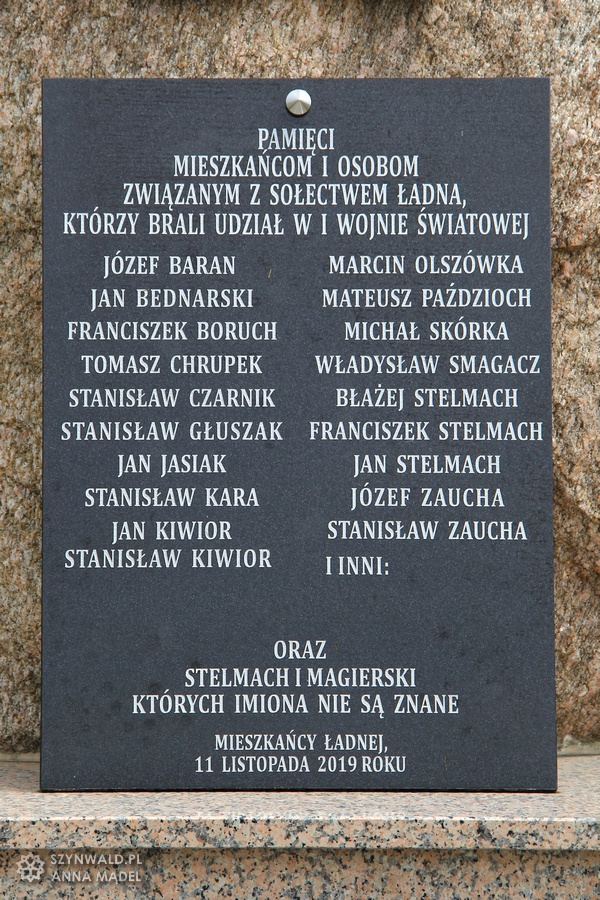 PAMIĘCI
MIESZKAŃCOM I OSOBOM
ZWIĄZANYM Z SOŁECTWEM ŁADNA,
KTÓRZY BRALI UDZIAŁ W I WOJNIE ŚWIATOWEJ
JÓZEF BARAN
JAN BEDNARSKI
FRANCISZEK BORUCH
TOMASZ CHRUPEK
STANISŁAW CZARNIK
STANISŁAW GŁUSZAK
JAN JASIAK
STANISŁAW KARA
JAN KIWIOR
STANISŁAW KIWIOR
MARCIN OLSZÓWKA
MATEUSZ PAŹDZIOCH
MICHAŁ SKÓRKA
WŁADYSŁAW SMAGACZ
BŁAŻEJ STELMACH
FRANCISZEK STELMACH
JAN STELMACH
JÓZEF ZAUCHA
STANISŁAW ZAUCHA
I INNI:
ORAZ
STELMACH I MAGIERSKI
KTÓRYCH IMIONA NIE SĄ ZNANE
MIESZKAŃCY ŁADNEJ,
11 LISTOPADA 2019 ROKU
SZYNWALD.PL
ANNA MADEL